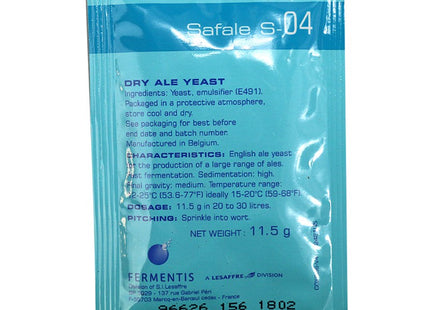 Safale S-04
DRY ALE YEAST
Ingredients: Yeast, emulsifier (E491).
Packaged in a protective atmosphere,
store cool and dry.
See packaging for best before
end date and batch number.
Manufactured in Belgium.
CHARACTERISTICS: English ale yeast
for the production of a large range of ales.
Fast fermentation. Sedimentation: high.
Final gravity: medium. Temperature range:
12-25°C (53.6-77°F) ideally 15-20°C (59-68°F).
DOSAGE: 11.5 g in 20 to 30 litres.
PITCHING: Sprinkle into wort.
NET WEIGHT: 11.5 g
FERMENTIS
A LESAFFRE DIVISION
Division of S.I.Lesaffre
BP 3029 - 137 rue Gabriel Péri
F-59703 Marcq-en-Baroeul cedex - France
86626 156 1802